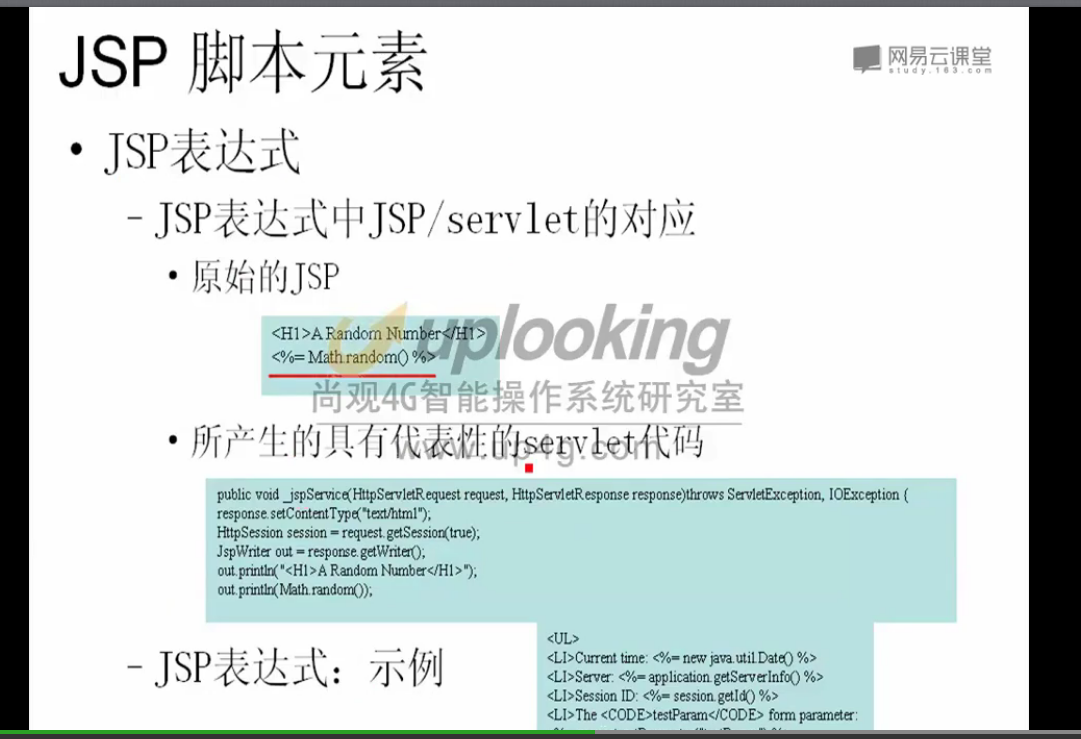 JSP 脚本元素
网易云课堂
study.163.com
• JSP表达式
– JSP表达式中JSP/servlet的对应
• 原始的JSP
<H1>A Random Number</H1>
<%= Math.random() %>
uplooking
尚观4G智能操作系统研究室
• 所产生的具有代表性的servlet代码
www.up4g.com
public void _jspService(HttpServletRequest request, HttpServletResponse response)throws ServletException, IOException (
response.setContentType("text/html");
HttpSession session = request.getSession(true);
JspWriter out = response.getWriter();
out.println("<H1>A Random Number</H1>");
out.println(Math.random());
– JSP表达式：示例
<UL>
<LI>Current time: <%= new java.util.Date() %>
<LI>Server: <%= application.getServerInfo() %>
<LI>Session ID: <%= session.getId() %>
<LI>The <CODE>testParam</CODE> form parameter: